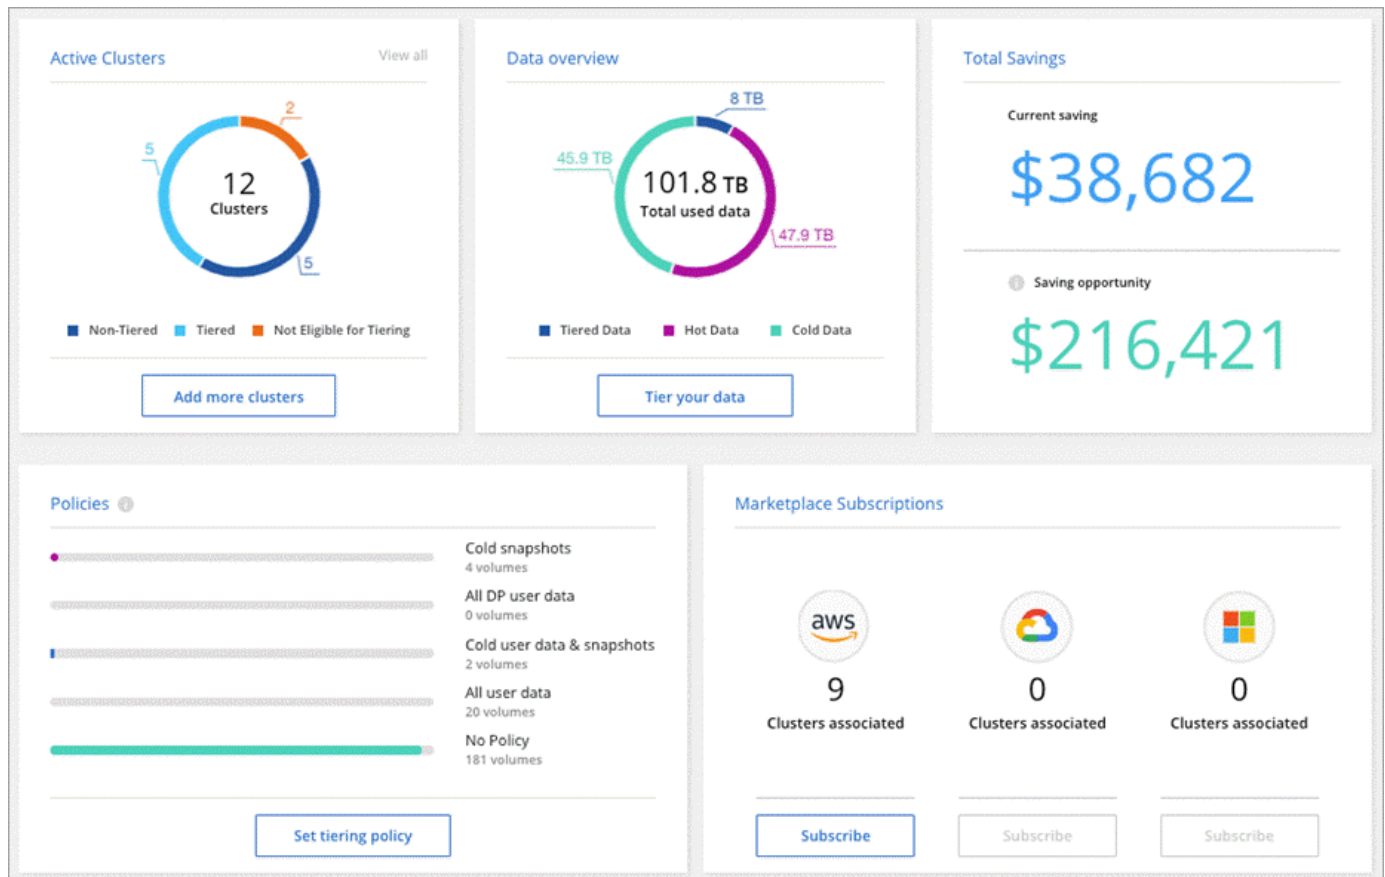 Active Clusters
View all
2
5
12
Clusters
5
Non-Tiered
Tiered
Not Eligible for Tiering
Add more clusters
Data overview
8 TB
45.9 TB
101.8 TB
Total used data
47.9 TB
Tiered Data
Hot Data
Cold Data
Tier your data
Total Savings
Current saving
$38,682
i
Saving opportunity
$216,421
Policies i
Cold snapshots
4 volumes
All DP user data
0 volumes
Cold user data & snapshots
2 volumes
All user data
20 volumes
No Policy
181 volumes
Set tiering policy
Marketplace Subscriptions
aws
9
Clusters associated
Subscribe
0
Clusters associated
Subscribe
0
Clusters associated
Subscribe